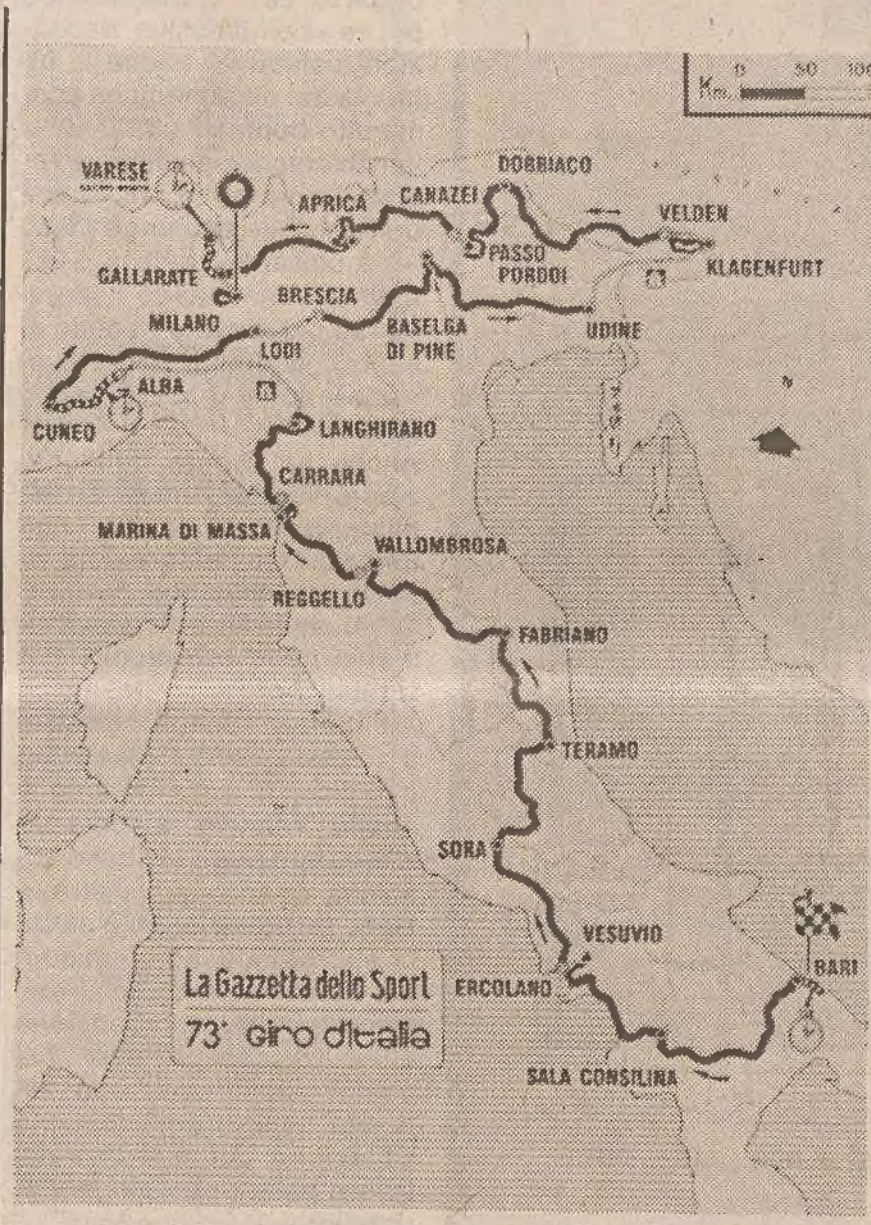 Km. 0 50 100
VARESE
DOBBIACO
APRICA
CANAZEI
VELDEN
GALLARATE
PASSO
PORDOI
KLAGENFURT
MILANO
BRESCIA
LODI
BASELGA
DI PINE
UDINE
CUNEO
ALBA
LANGHIRANO
CARRARA
MARINA DI MASSA
VALLOMBROSA
REGGELLO
FABRIANO
TERAMO
SORA
VESUVIO
ERCOLANO
BARI
SALA CONSILINA
La Gazzetta dello Sport
73° Giro d'Italia